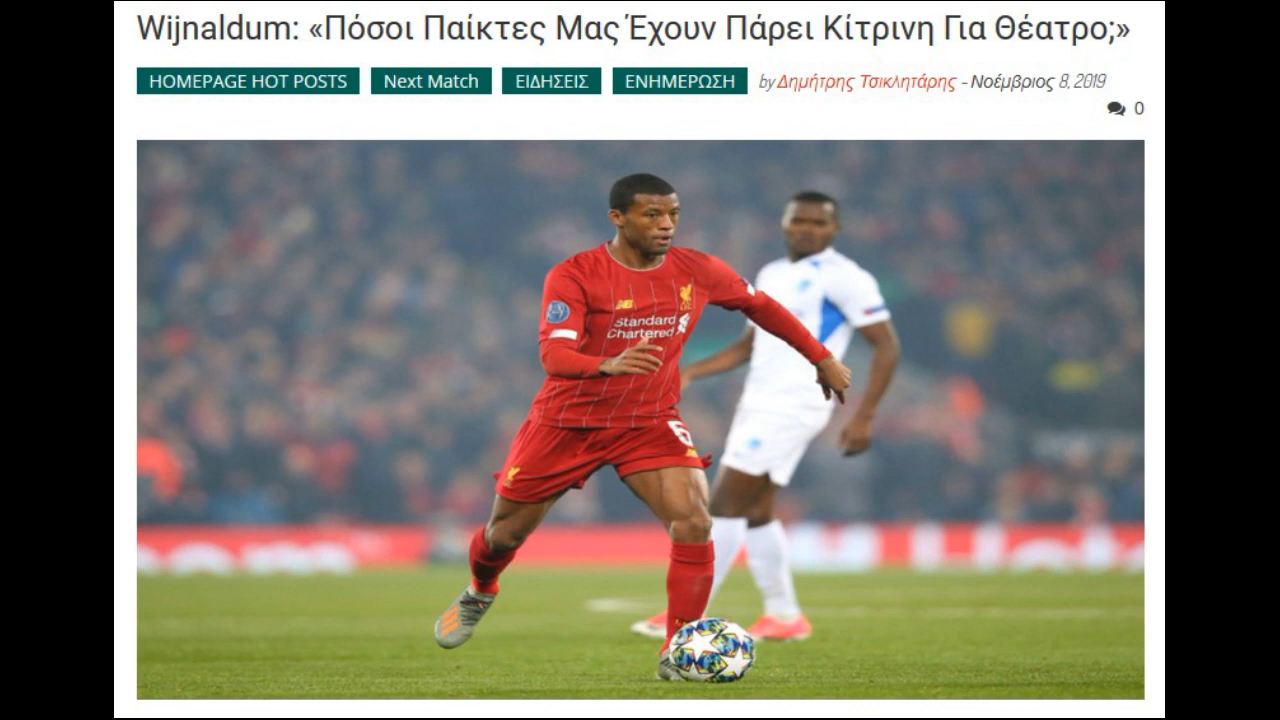 Wijnaldum: «Πόσοι Παίκτες Μας Έχουν Πάρει Κίτρινη Για Θέατρο;»
HOMEPAGE HOT POSTS Next Match ΕΙΔΗΣΕΙΣ ΕΝΗΜΕΡΩΣΗ by Δημήτρης Τσικλητάρης - Νοέμβριος 8, 2019
0
Standard
Chartered